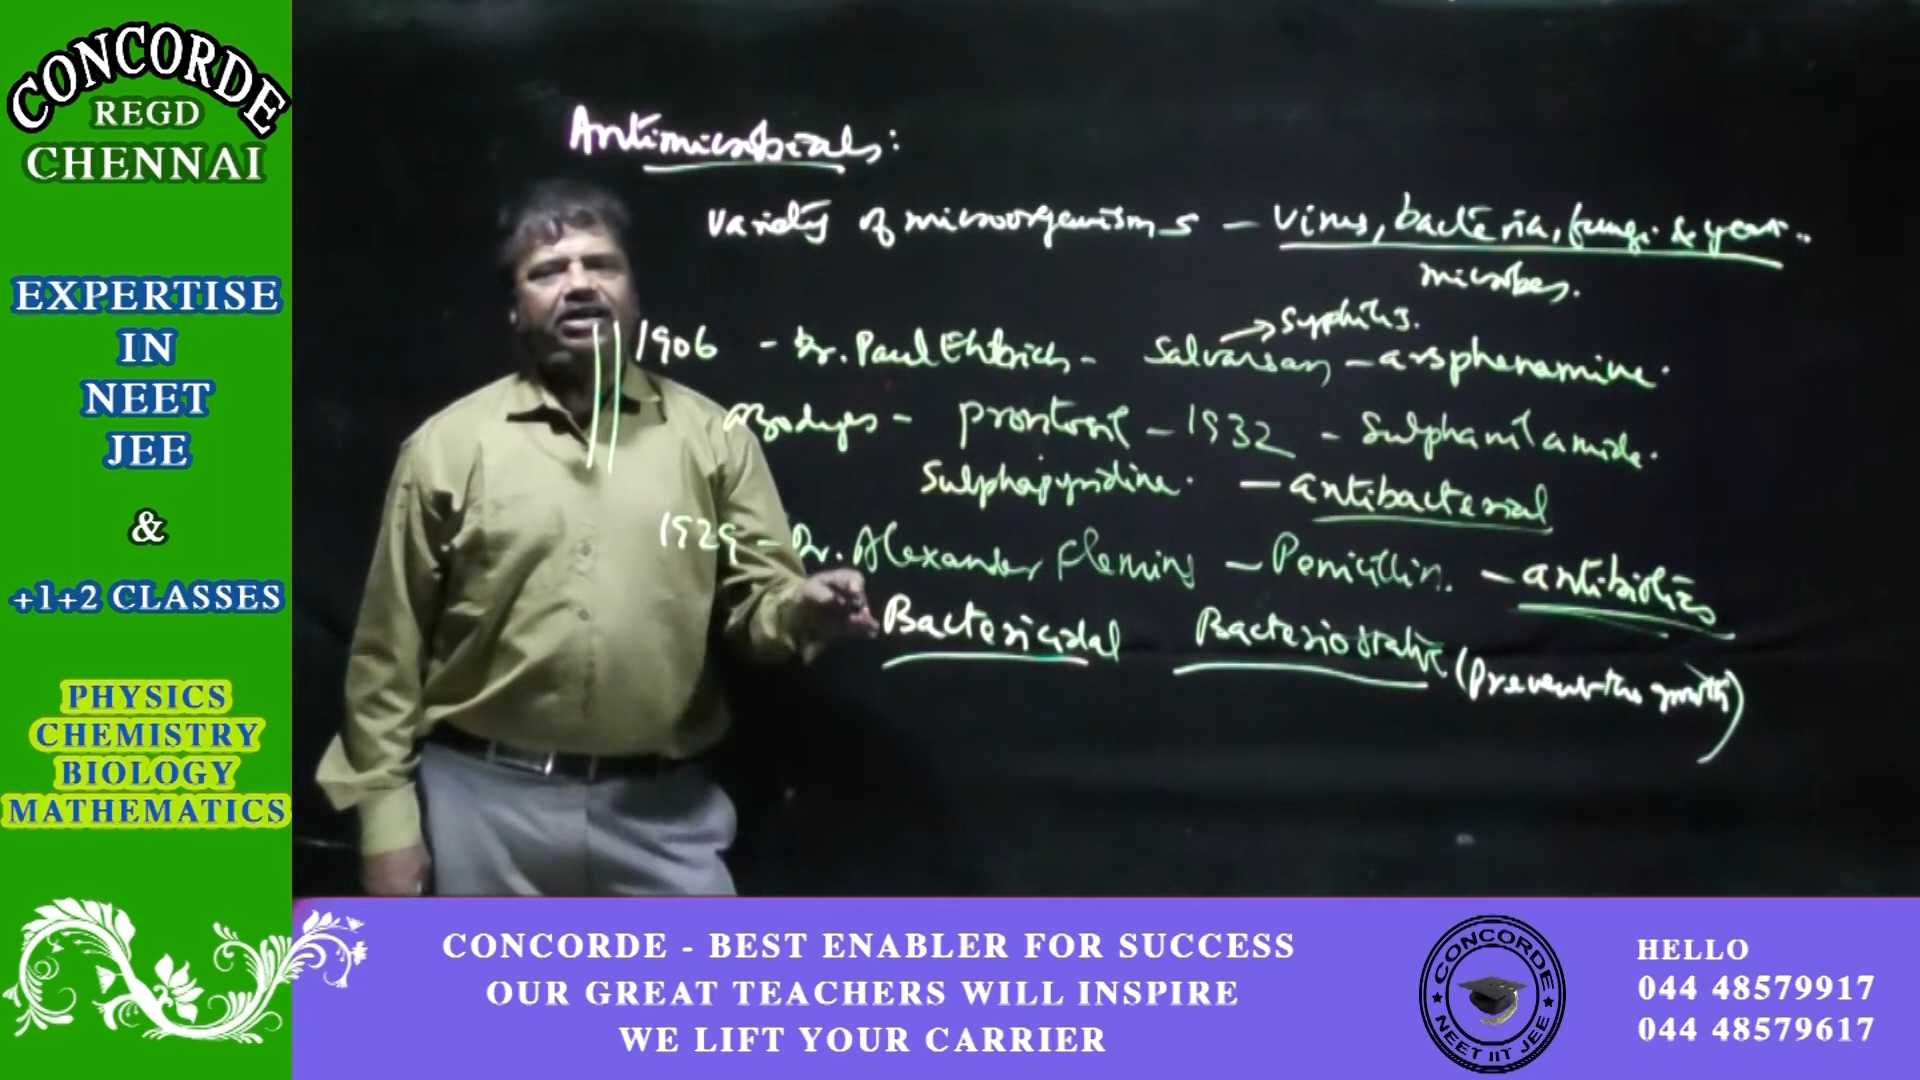 CONCORDE
REGD
CHENNAI
EXPERTISE
IN
NEET
JEE
&
+1+2 CLASSES
PHYSICS
CHEMISTRY
BIOLOGY
MATHEMATICS
Antimicrobials:
Variety of microorganisms - Virus, bacteria, fungi &
microbes.
Syphilis.
1906 - Dr. Paul Ehlrich - Salvarsan - arsphenamine.
azodyes - prontosil - 1932 - Sulphanilamide.
Sulphapyridine. - antibacterial
1929 - Dr. Alexander Fleming - Penicillin. - antibiotics
Bactericidal Bacteriostatic (prevents the growth)
CONCORDE - BEST ENABLER FOR SUCCESS
OUR GREAT TEACHERS WILL INSPIRE
WE LIFT YOUR CARRIER
CONCORDE
NEET IIT JEE
HELLO
044 48579917
044 48579617